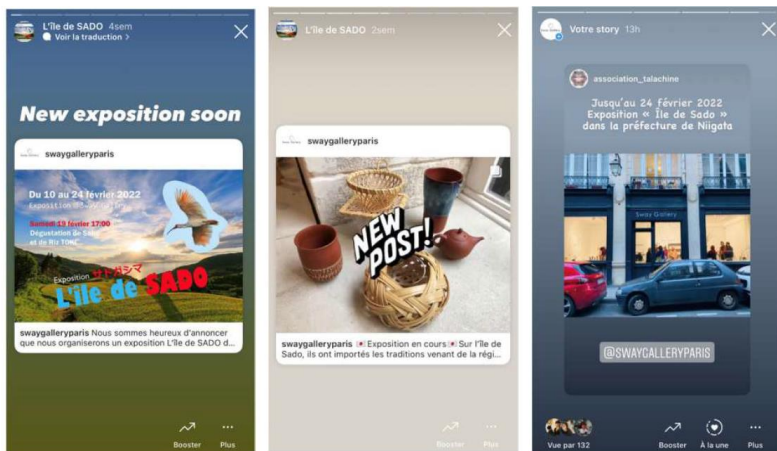 L'île de SADO 4sem
Voir la traduction >
New exposition soon
swaygalleryparis
Du 10 au 24 février 2022
Samedi 19 février 17:00
Dégustation de Saké
et de Riz
Exposition サドガシマ
L'île de SADO
swaygalleryparis Nous sommes heureux d'annoncer
que nous organiserons un exposition L'île de SADO d...
Booster
Plus
L'île de SADO 2sem
swaygalleryparis
NEW
POST!
swaygalleryparis 🇯🇵Exposition en cours🇯🇵Sur l'île de
Sado, ils ont importés les traditions venant de la régi...
Booster
Plus
Votre story 13h
association_talachine
Jusqu'au 24 février 2022
Exposition « Île de Sado »
dans la préfecture de Niigata
Sway Gallery
@SWAYGALLERYPARIS
Vue par 132
Booster
À la une
Plus